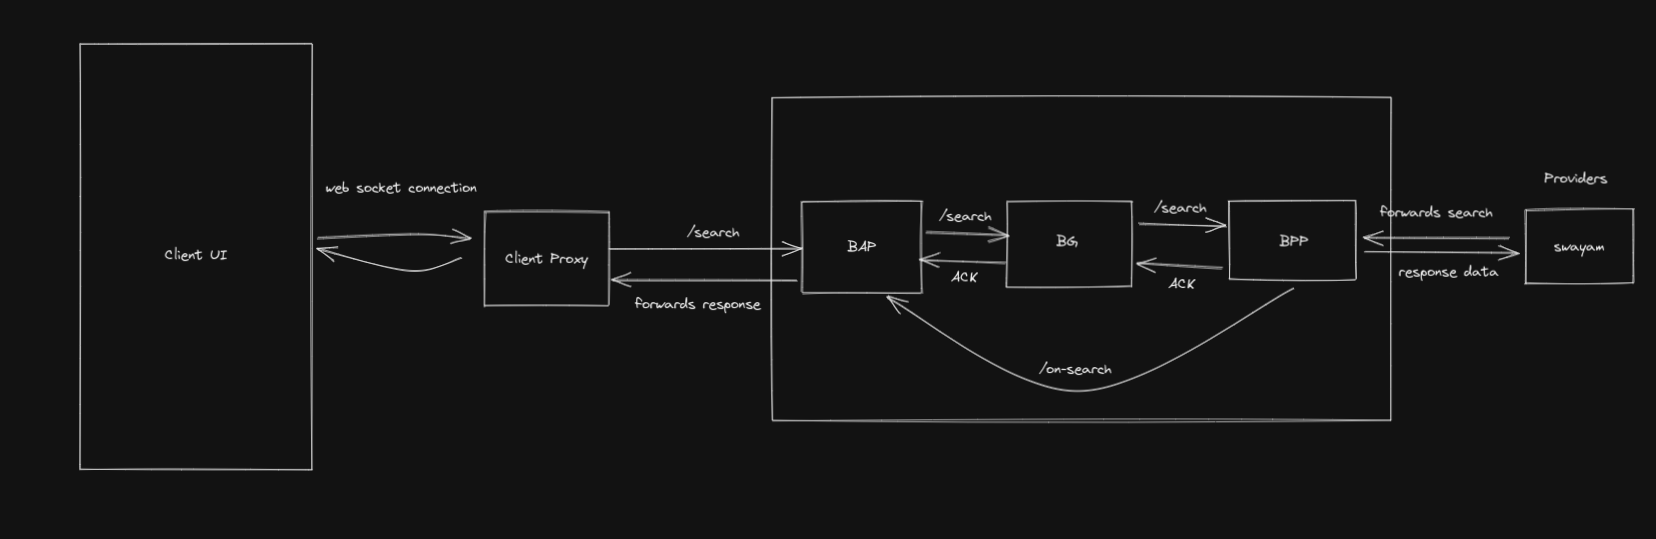 Client UI
web socket connection
Client Proxy
/search
forwards response
BAP
/search
ACK
BG
/search
ACK
BPP
/on-search
forwards search
response data
Providers
swayam